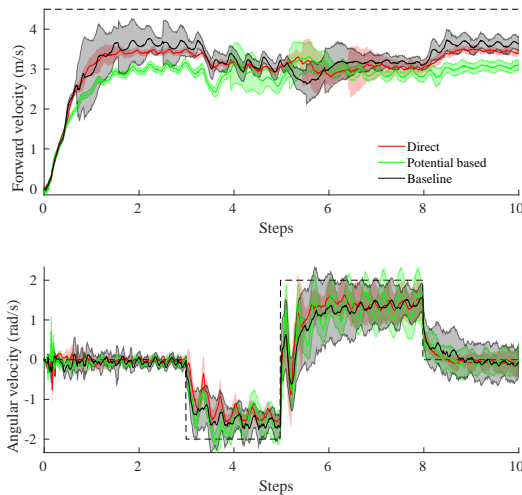 4
3
2
1
0
Forward velocity (m/s)
Direct
Potential based
Baseline
0 2 4 6 8 10
Steps
2
1
0
-1
-2
Angular velocity (rad/s)
0 2 4 6 8 10
Steps